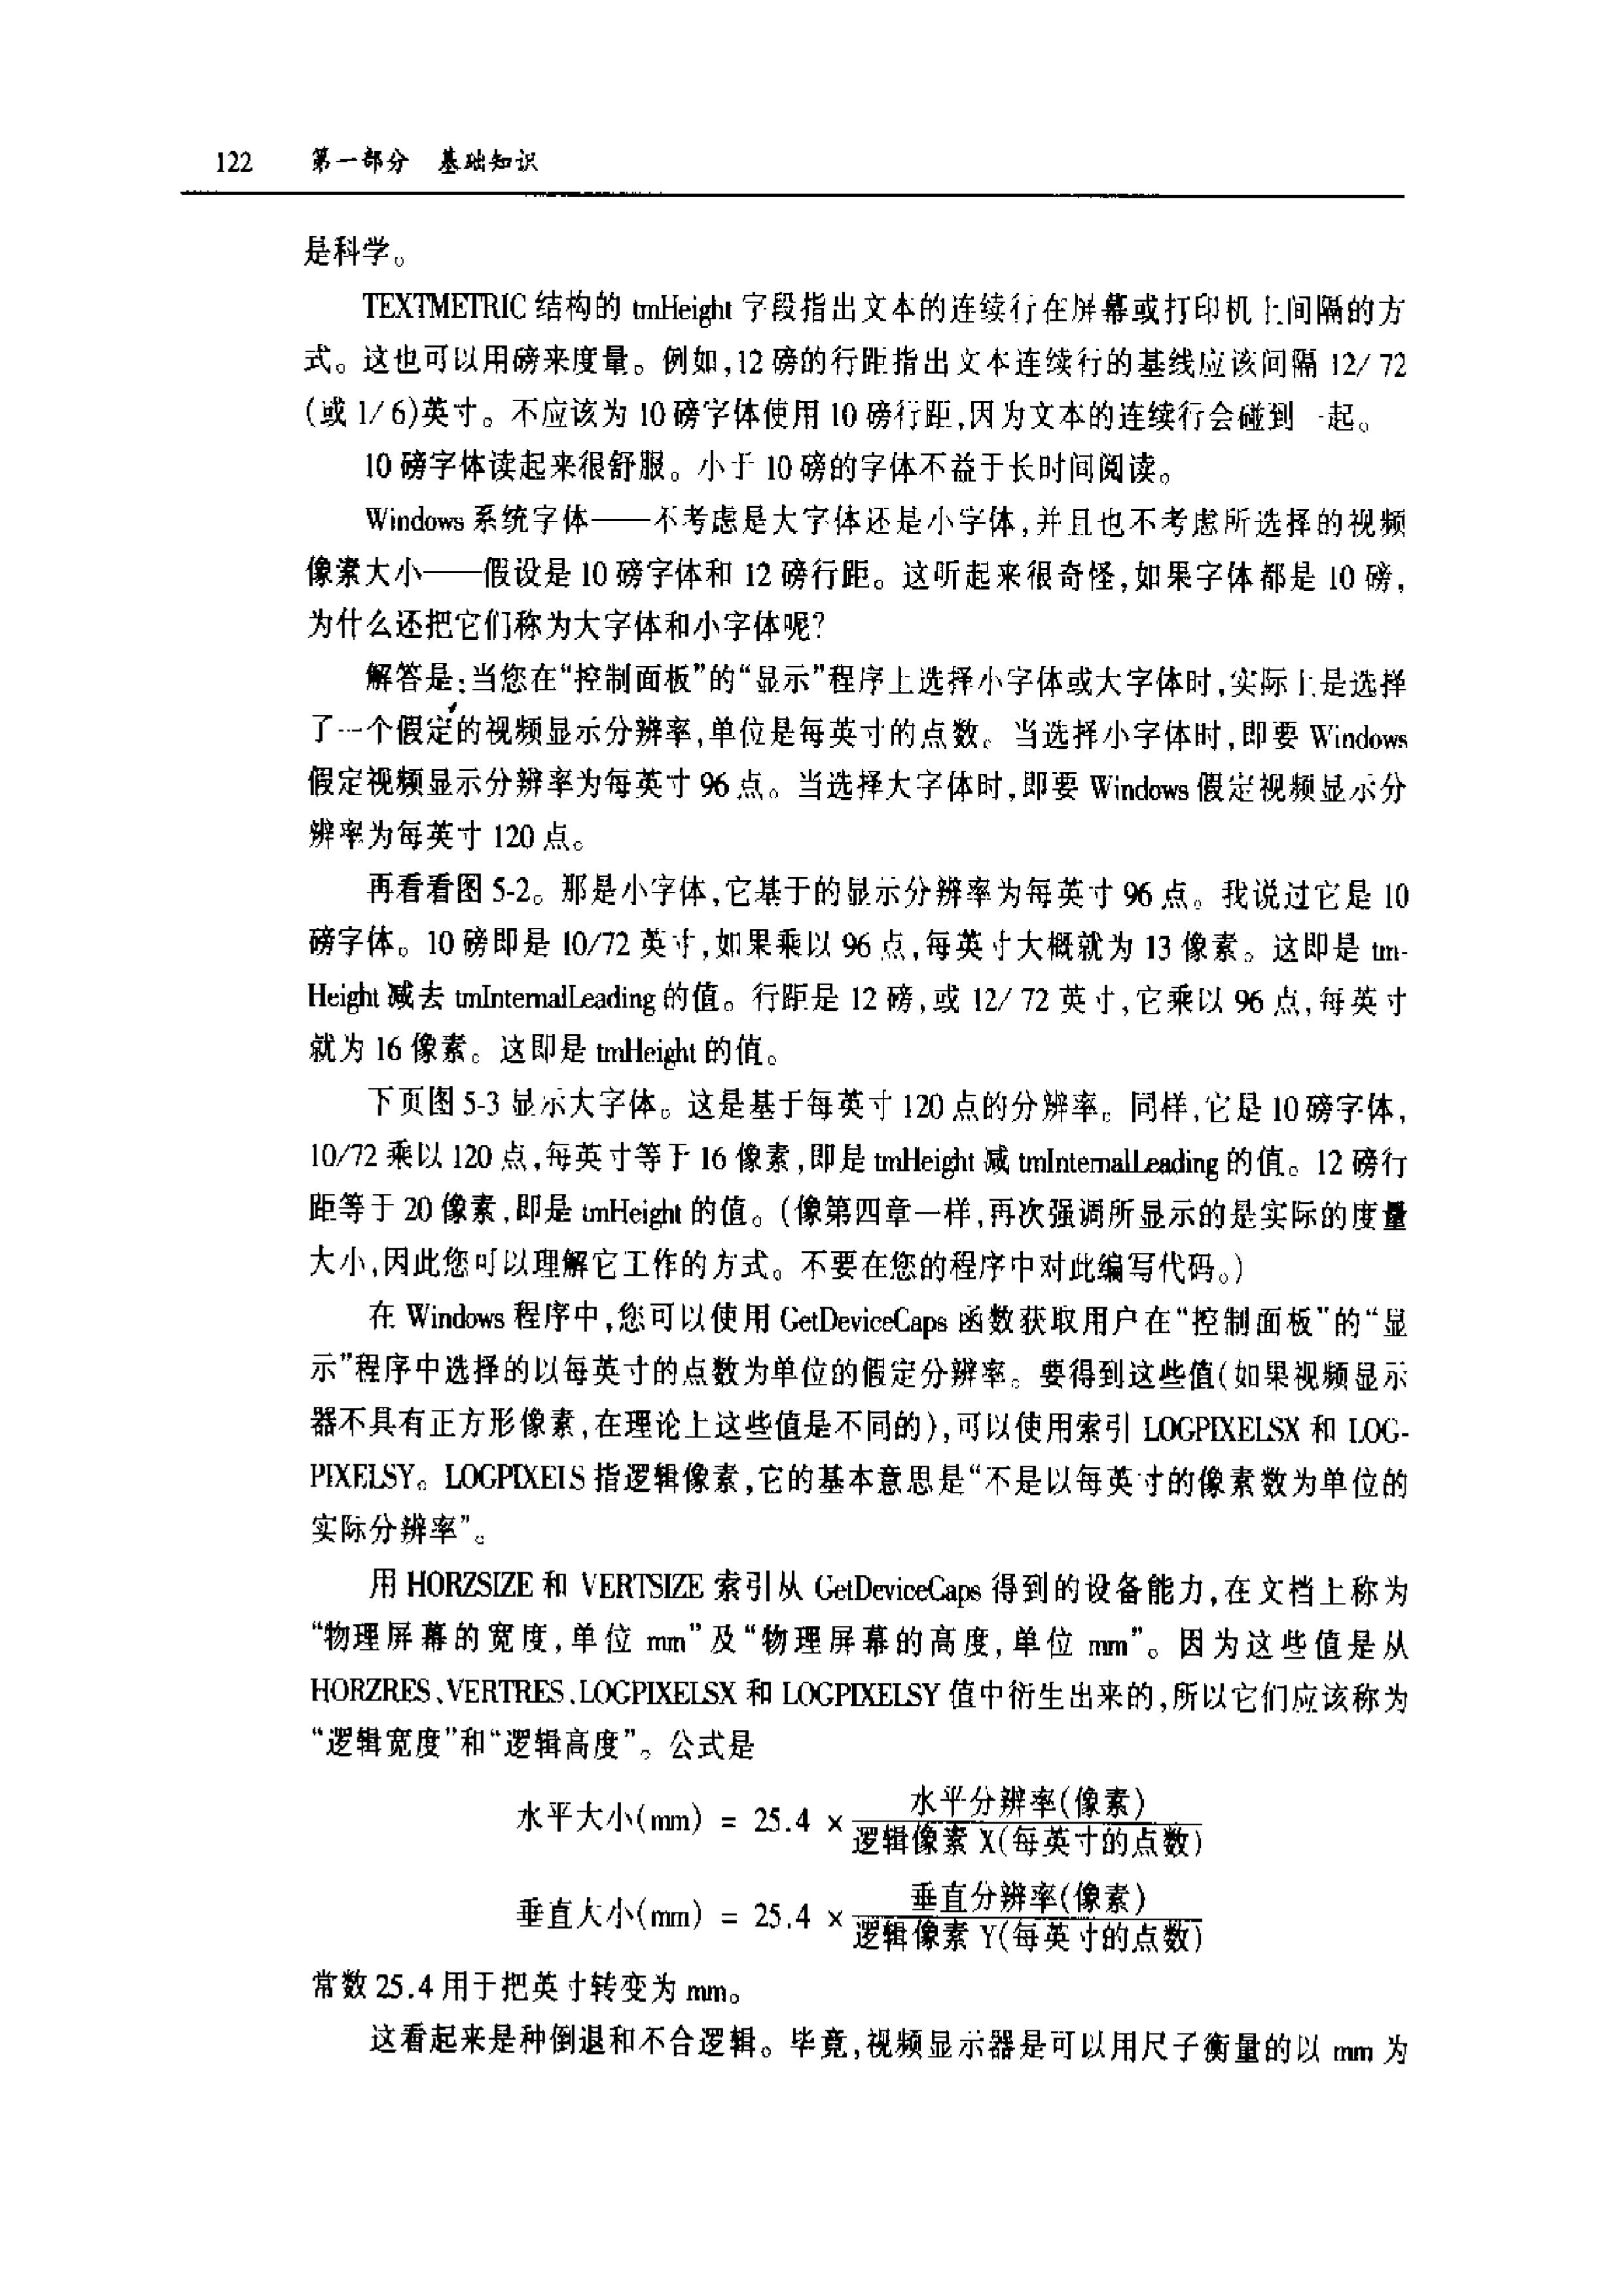 122 第一部分 基础知识
是科学。
TEXTMETRIC 结构的 tmHeight 字段指出文本的连续行在屏幕或打印机上间隔的方
式。这也可以用磅来度量。例如,12 磅的行距指出文本连续行的基线应该间隔 12/72
(或 1/6)英寸。不应该为 10 磅字体使用 10 磅行距,因为文本的连续行会碰到一起。
10 磅字体读起来很舒服。小于 10 磅的字体不益于长时间阅读。
Windows 系统字体——不考虑是大字体还是小字体,并且也不考虑所选择的视频
像素大小——假设是 10 磅字体和 12 磅行距。这听起来很奇怪,如果字体都是 10 磅,
为什么还把它们称为大字体和小字体呢?
解答是:当您在“控制面板”的“显示”程序上选择小字体或大字体时,实际上是选择
了一个假定的视频显示分辨率,单位是每英寸的点数。当选择小字体时,即要 Windows
假定视频显示分辨率为每英寸 96 点。当选择大字体时,即要 Windows 假定视频显示分
辨率为每英寸 120 点。
再看看图 5-2。那是小字体,它基于的显示分辨率为每英寸 96 点。我说过它是 10
磅字体。10 磅即是 10/72 英寸,如果乘以 96 点,每英寸大概就为 13 像素。这即是 tm-
Height 减去 tmInternalLeading 的值。行距是 12 磅,或 12/72 英寸,它乘以 96 点,每英寸
就为 16 像素。这即是 tmHeight 的值。
下页图 5-3 显示大字体。这是基于每英寸 120 点的分辨率。同样,它是 10 磅字体,
10/72 乘以 120 点,每英寸等于 16 像素,即是 tmHeight 减 tmInternalLeading 的值。12 磅行
距等于 20 像素,即是 tmHeight 的值。(像第四章一样,再次强调所显示的是实际的度量
大小,因此您可以理解它工作的方式。不要在您的程序中对此编写代码。)
在 Windows 程序中,您可以使用 GetDeviceCaps 函数获取用户在“控制面板”的“显
示”程序中选择的以每英寸的点数为单位的假定分辨率。要得到这些值(如果视频显示
器不具有正方形像素,在理论上这些值是不同的),可以使用索引 LOGPIXELSX 和 LOG-
PIXELSY。LOGPIXELS 指逻辑像素,它的基本意思是“不是以每英寸的像素数为单位的
实际分辨率”。
用 HORZSIZE 和 VERTSIZE 索引从 GetDeviceCaps 得到的设备能力,在文档上称为
“物理屏幕的宽度,单位 mm”及“物理屏幕的高度,单位 mm”。因为这些值是从
HORZRES、VERTRES、LOGPIXELSX 和 LOGPIXELSY 值中衍生出来的,所以它们应该称为
“逻辑宽度”和“逻辑高度”。公式是
水平大小(mm) = 25.4 × 水平分辨率(像素)
逻辑像素 X(每英寸的点数)
垂直大小(mm) = 25.4 × 垂直分辨率(像素)
逻辑像素 Y(每英寸的点数)
常数 25.4 用于把英寸转变为 mm。
这看起来是种倒退和不合逻辑。毕竟,视频显示器是可以用尺子衡量的以 mm 为